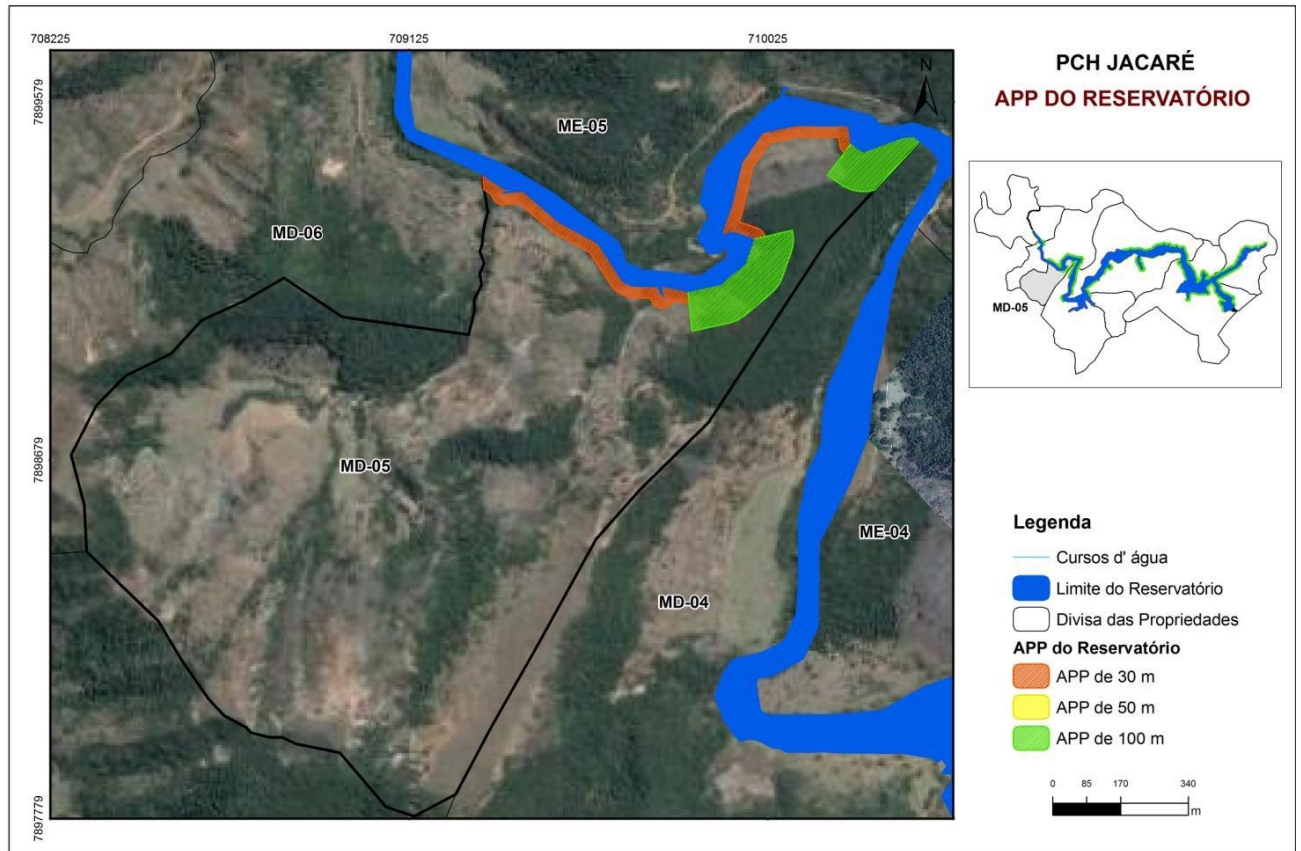 708225
709125
710025
7899579
7898679
7897779
N
ME-05
MD-06
MD-05
ME-04
MD-04
PCH JACARÉ
APP DO RESERVATÓRIO
MD-05
Legenda
Cursos d' água
Limite do Reservatório
Divisa das Propriedades
APP do Reservatório
APP de 30 m
APP de 50 m
APP de 100 m
0 85 170 340
m